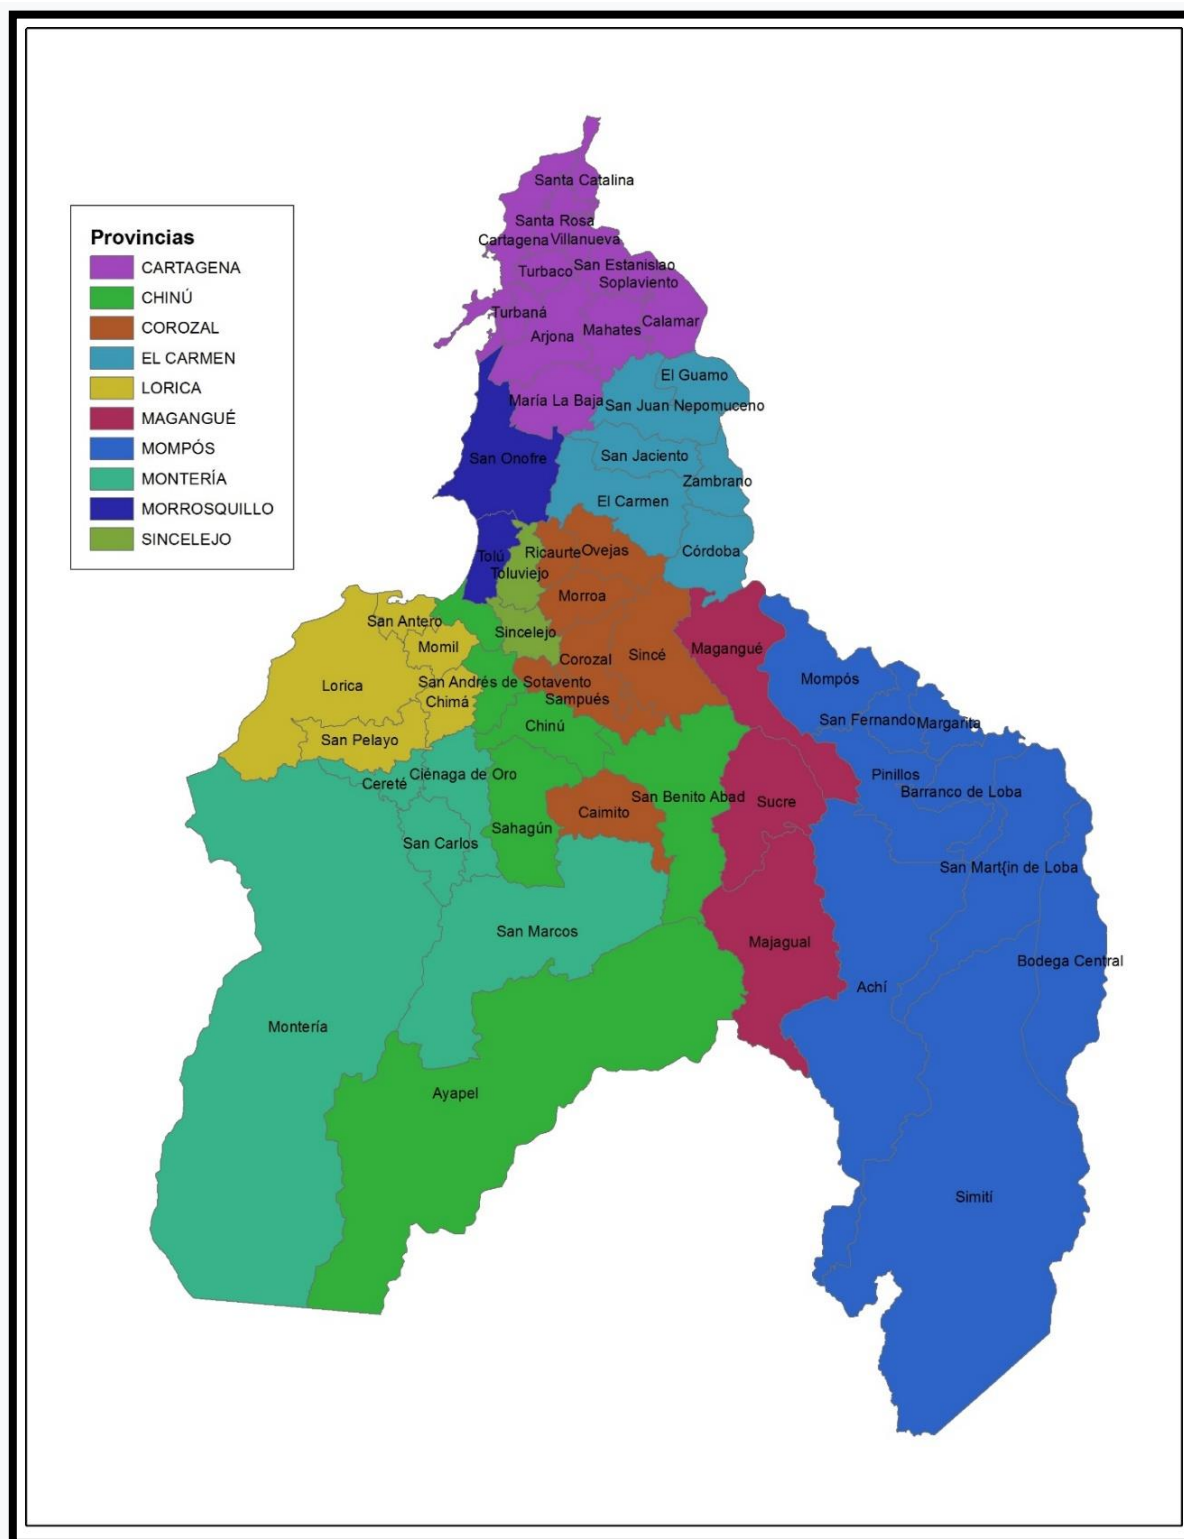 Provincias
CARTAGENA
CHINÚ
COROZAL
EL CARMEN
LORICA
MAGANGUÉ
MOMPÓS
MONTERÍA
MORROSQUILLO
SINCELEJO
Santa Catalina
Santa Rosa
Cartagena
Villanueva
Turbaco
San Estanislao
Soplaviento
Turbaná
Arjona
Mahates
Calamar
María La Baja
El Guamo
San Juan Nepomuceno
San Onofre
San Jaciento
Zambrano
El Carmen
Córdoba
Tolú
Toluviejo
Ricaurte
Ovejas
Morroa
San Antero
Momil
Sincelejo
Corozal
Sincé
Magangué
Lorica
San Andrés de Sotavento
Chimá
Sampués
Mompós
San Pelayo
Chinú
San Fernando
Margarita
Cereté
Ciénaga de Oro
Pinillos
Barranco de Loba
San Benito Abad
Sucre
Caimito
San Carlos
Sahagún
San Mart{in de Loba
San Marcos
Majagual
Bodega Central
Achí
Montería
Ayapel
Simití